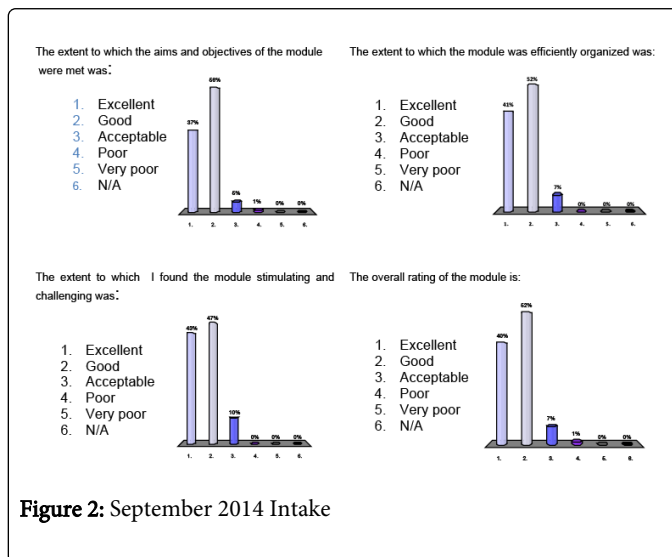 The extent to which the aims and objectives of the module
were met was:
1. Excellent
2. Good
3. Acceptable
4. Poor
5. Very poor
6. N/A
37% 1% 0% 0%
1. 2. 3. 4. 5. 6.
The extent to which the module was efficiently organized was:
1. Excellent
2. Good
3. Acceptable
4. Poor
5. Very poor
6. N/A
41% 52% 7% 0% 0% 0%
1. 2. 3. 4. 5. 6.
The extent to which I found the module stimulating and
challenging was:
1. Excellent
2. Good
3. Acceptable
4. Poor
5. Very poor
6. N/A
47% 10% 0% 0% 0%
1. 2. 3. 4. 5. 6.
The overall rating of the module is:
1. Excellent
2. Good
3. Acceptable
4. Poor
5. Very poor
6. N/A
40% 52% 7% 1% 0% 0%
1. 2. 3. 4. 5. 6.
Figure 2: September 2014 Intake